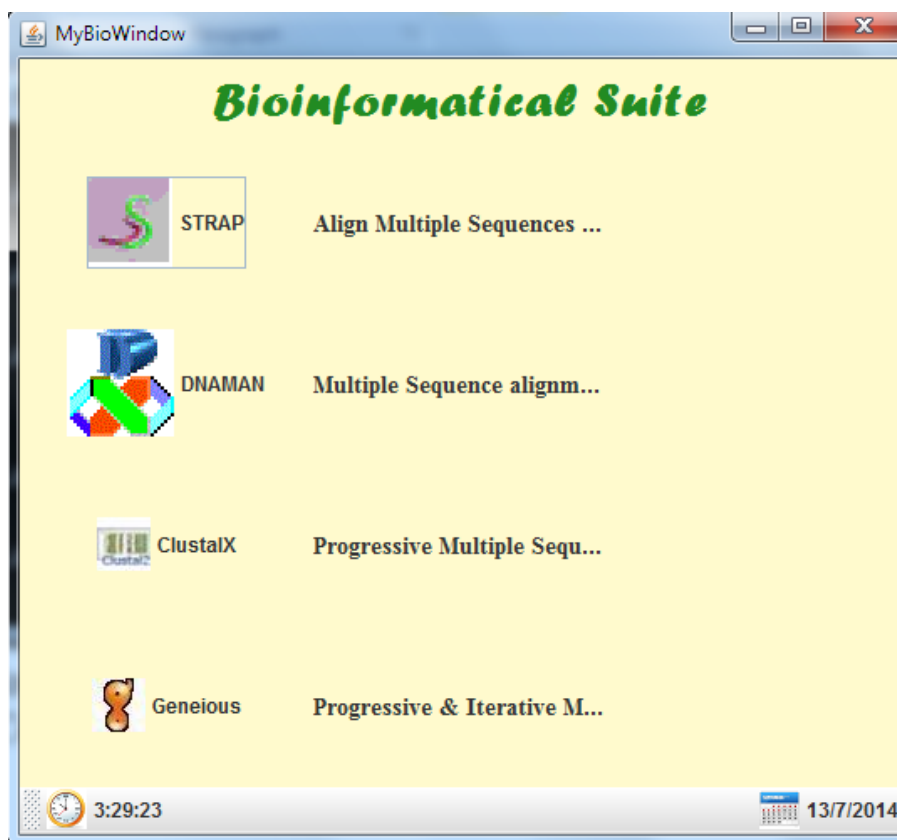 MyBioWindow
Bioinformatical Suite
STRAP Align Multiple Sequences ...
DNAMAN Multiple Sequence alignm...
ClustalX Progressive Multiple Sequ...
Geneious Progressive & Iterative M...
3:29:23 13/7/2014